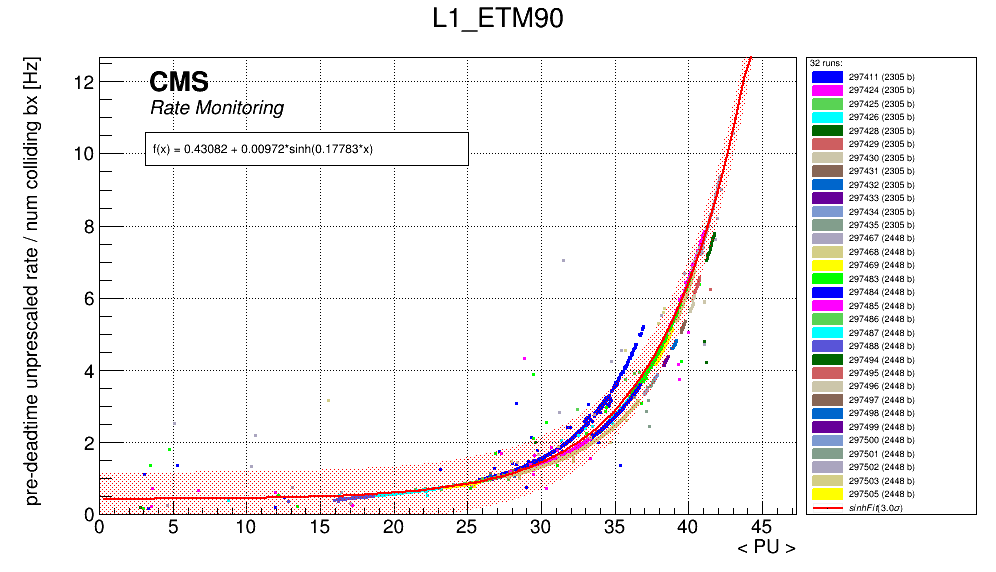 L1_ETM90
pre-deadtime unprescaled rate / num colliding bx [Hz]
12
10
8
6
4
2
0
CMS
Rate Monitoring
f(x) = 0.43082 + 0.00972*sinh(0.17783*x)
0 5 10 15 20 25 30 35 40 45
< PU >
32 runs:
297411 (2305 b)
297424 (2305 b)
297425 (2305 b)
297426 (2305 b)
297428 (2305 b)
297429 (2305 b)
297430 (2305 b)
297431 (2305 b)
297432 (2305 b)
297433 (2305 b)
297434 (2305 b)
297435 (2305 b)
297467 (2448 b)
297468 (2448 b)
297469 (2448 b)
297483 (2448 b)
297484 (2448 b)
297485 (2448 b)
297486 (2448 b)
297487 (2448 b)
297488 (2448 b)
297494 (2448 b)
297495 (2448 b)
297496 (2448 b)
297497 (2448 b)
297498 (2448 b)
297499 (2448 b)
297500 (2448 b)
297501 (2448 b)
297502 (2448 b)
297503 (2448 b)
297505 (2448 b)
sinhFit(3.0σ)